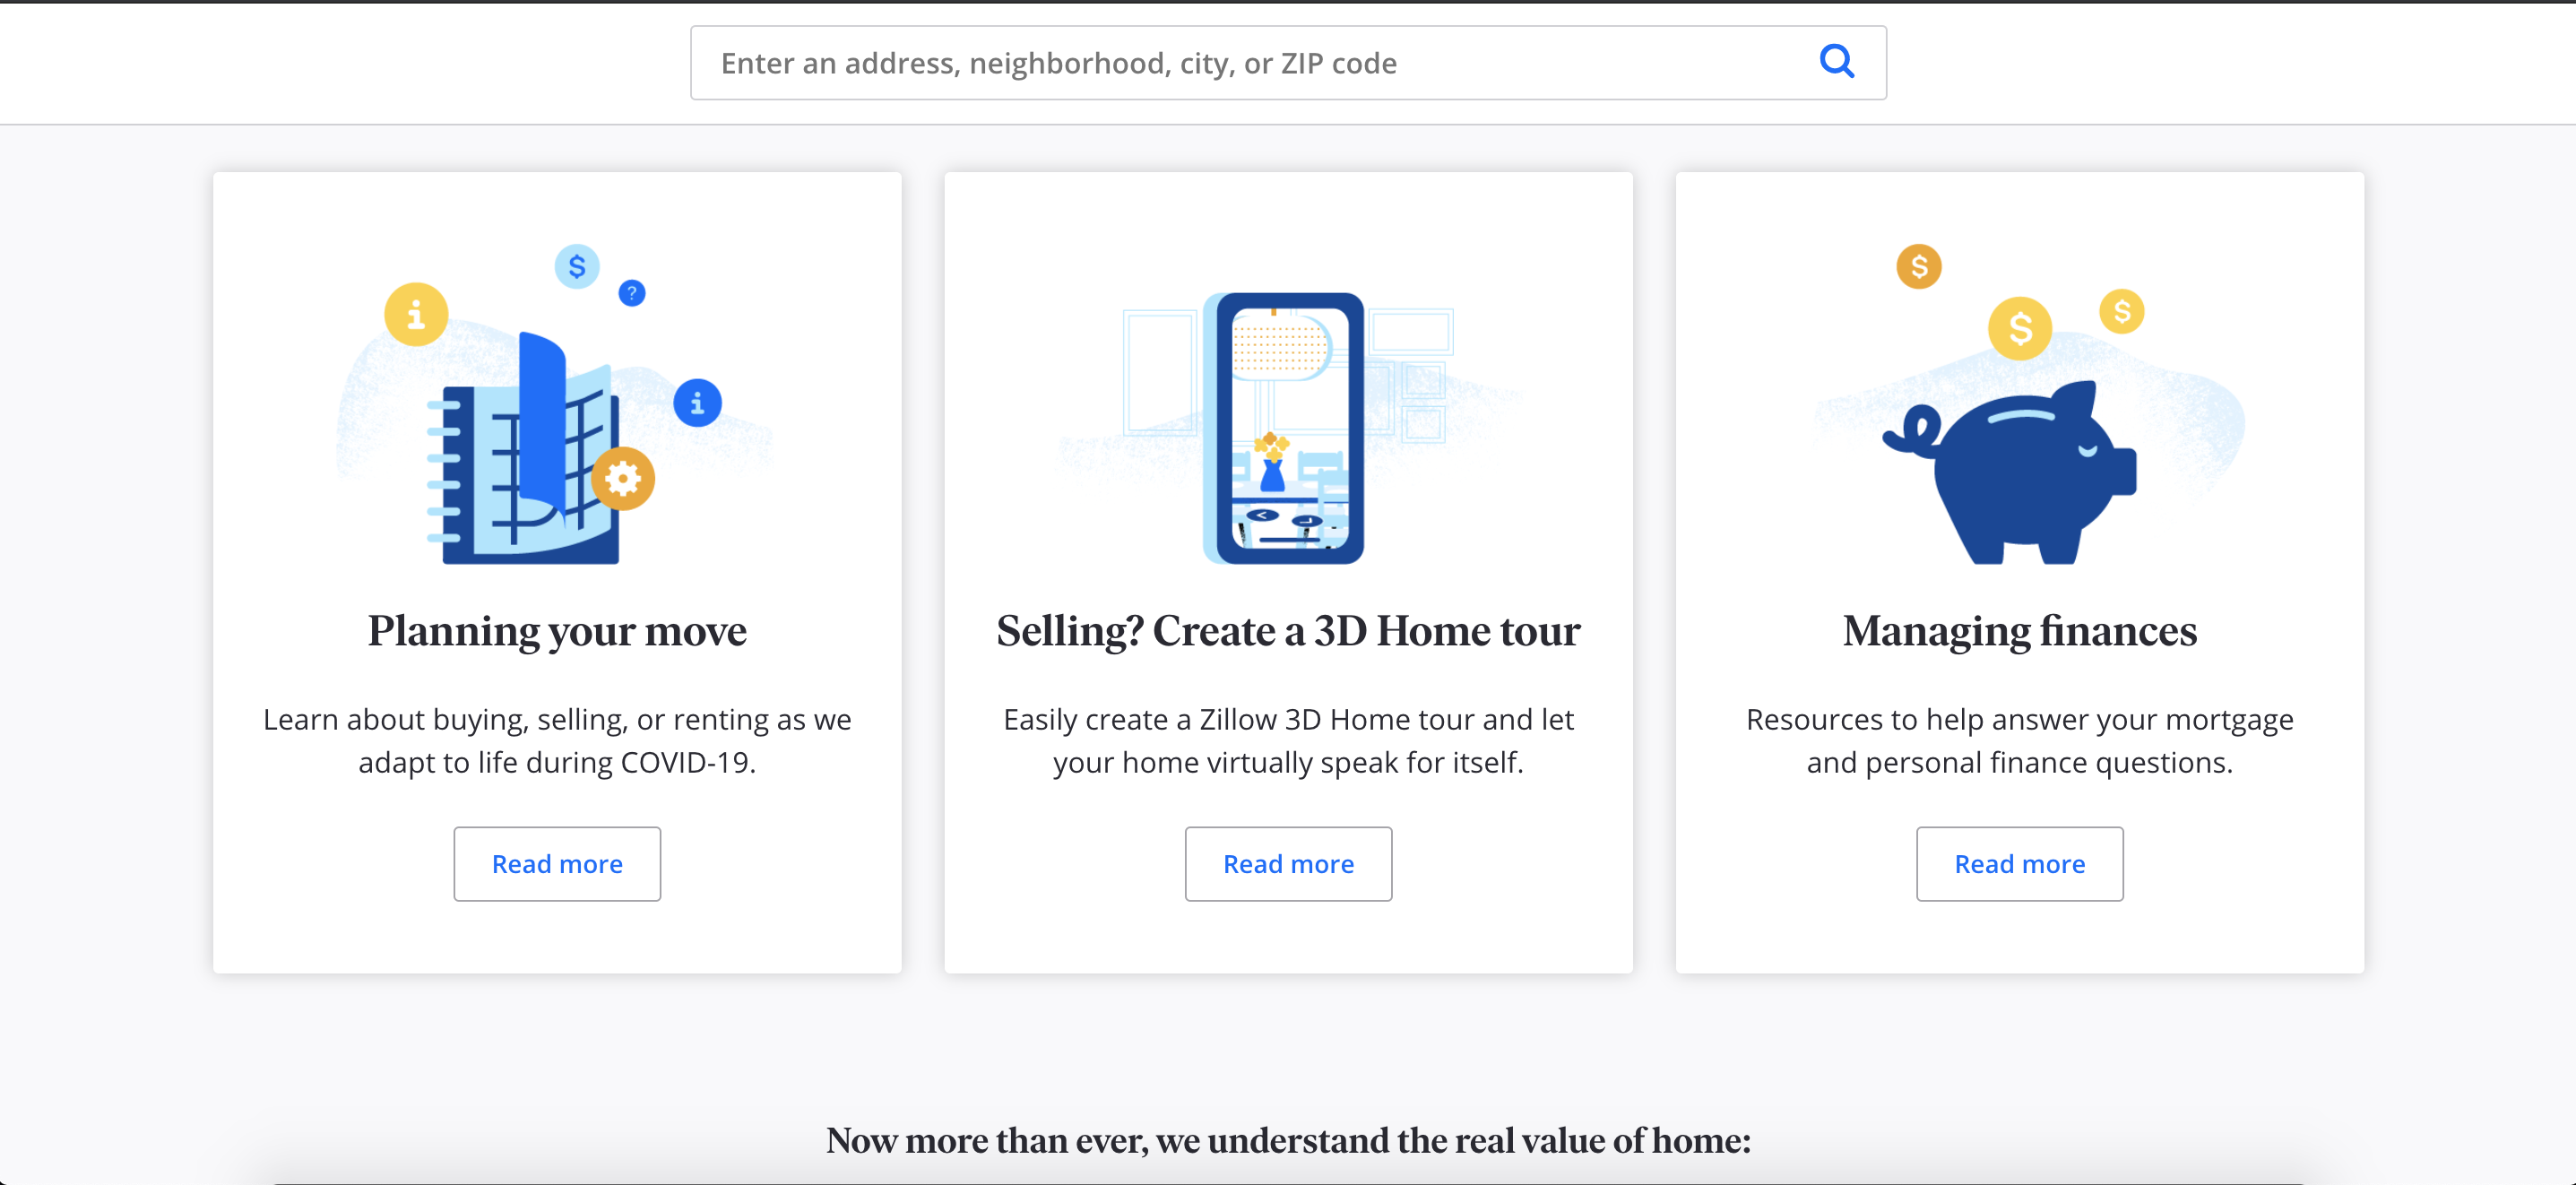 Enter an address, neighborhood, city, or ZIP code
$
?
i
i
Planning your move
Learn about buying, selling, or renting as we
adapt to life during COVID-19.
Read more
Selling? Create a 3D Home tour
Easily create a Zillow 3D Home tour and let
your home virtually speak for itself.
Read more
$
$
$
Managing finances
Resources to help answer your mortgage
and personal finance questions.
Read more
Now more than ever, we understand the real value of home: